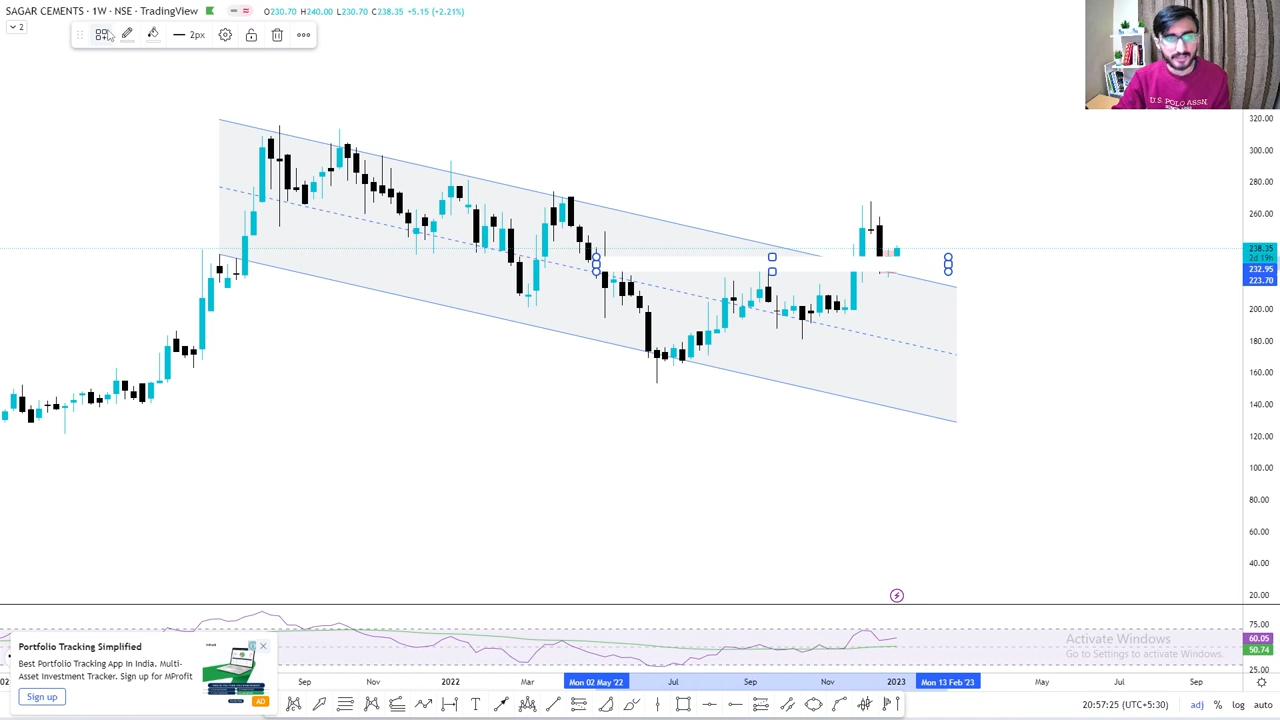 SAGAR CEMENTS · 1W · NSE · TradingView O230.70 H240.00 L230.70 C238.35 +5.15 (+2.21%)
2
2px
U.S. POLO ASSN.
320.00
300.00
280.00
260.00
238.35
2d 19h
232.95
223.70
200.00
180.00
160.00
140.00
120.00
100.00
80.00
60.00
40.00
20.00
75.00
60.05
50.74
25.00
Activate Windows
Go to Settings to activate Windows.
Portfolio Tracking Simplified
Best Portfolio Tracking App In India. Multi-
Asset Investment Tracker. Sign up for MProfit
Sign up
AD
Sep Nov 2022 Mar Mon 02 May '22 Jul Sep Nov 2023 Mon 13 Feb '23 May Jul Sep
20:57:25 (UTC+5:30) adj % log auto